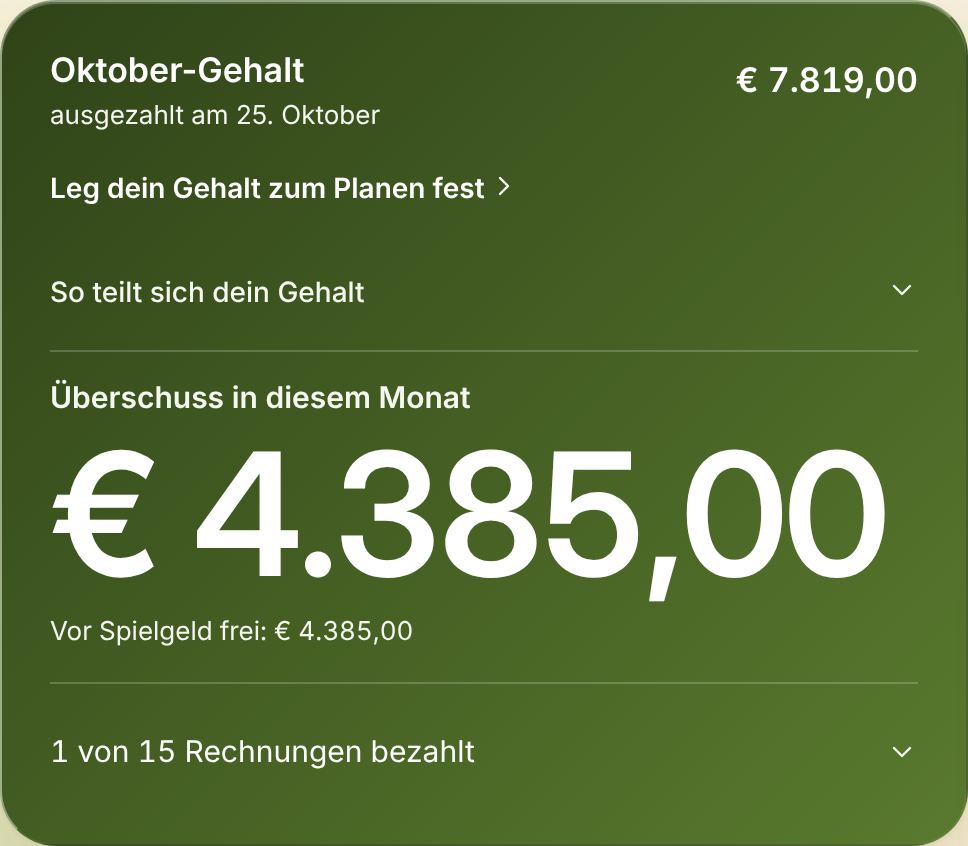 Oktober-Gehalt
€ 7.819,00
ausgezahlt am 25. Oktober
Leg dein Gehalt zum Planen fest
So teilt sich dein Gehalt
Überschuss in diesem Monat
€ 4.385,00
Vor Spielgeld frei: € 4.385,00
1 von 15 Rechnungen bezahlt